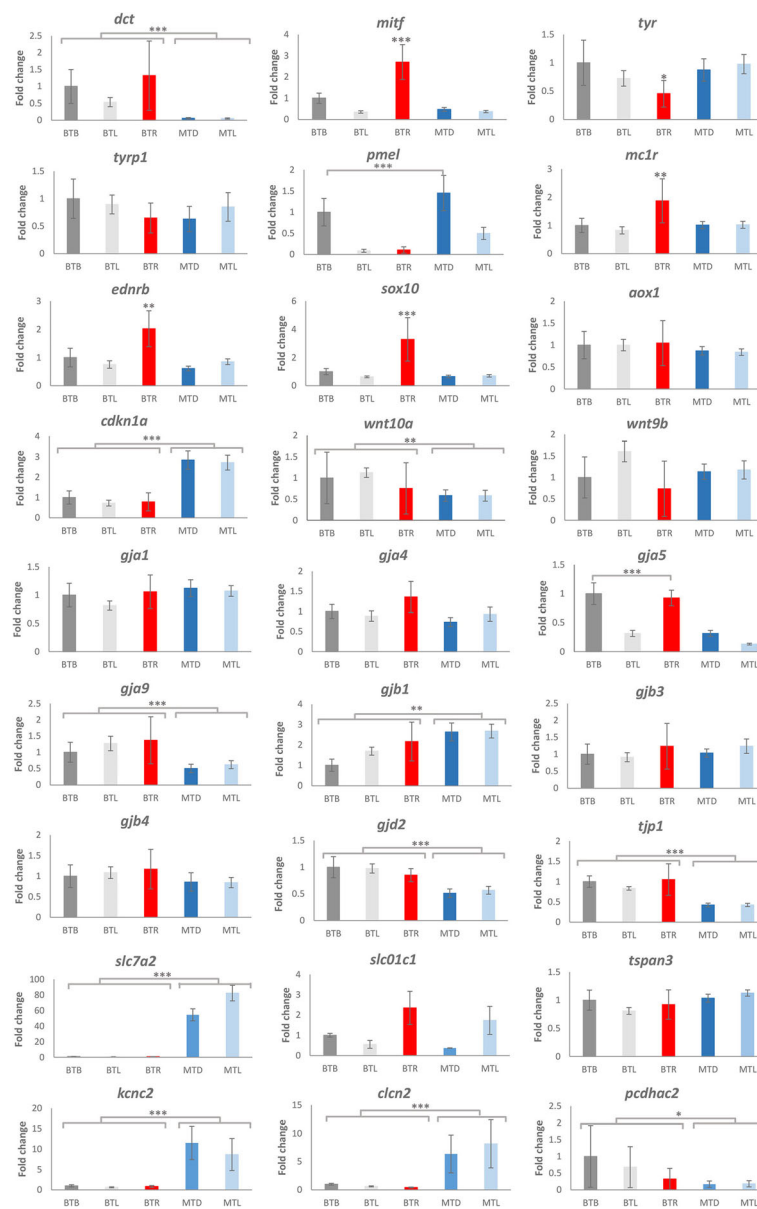 dct
***
Fold change
2.5
2
1.5
1
0.5
0
BTB BTL BTR MTD MTL
mitf
***
Fold change
4
3
2
1
0
BTB BTL BTR MTD MTL
tyr
*
Fold change
1.5
1
0.5
0
BTB BTL BTR MTD MTL
tyrp1
Fold change
1.5
1
0.5
0
BTB BTL BTR MTD MTL
pmel
***
Fold change
2
1.5
1
0.5
0
BTB BTL BTR MTD MTL
mc1r
**
Fold change
3
2
1
0
BTB BTL BTR MTD MTL
ednrb
**
Fold change
3
2
1
0
BTB BTL BTR MTD MTL
sox10
***
Fold change
6
4
2
0
BTB BTL BTR MTD MTL
aox1
Fold change
2
1.5
1
0.5
0
BTB BTL BTR MTD MTL
cdkn1a
***
Fold change
4
3
2
1
0
BTB BTL BTR MTD MTL
wnt10a
**
Fold change
2
1.5
1
0.5
0
BTB BTL BTR MTD MTL
wnt9b
Fold change
2
1.5
1
0.5
0
BTB BTL BTR MTD MTL
gja1
Fold change
2
1.5
1
0.5
0
BTB BTL BTR MTD MTL
gja4
Fold change
2
1.5
1
0.5
0
BTB BTL BTR MTD MTL
gja5
***
Fold change
1.5
1
0.5
0
BTB BTL BTR MTD MTL
gja9
***
Fold change
2.5
2
1.5
1
0.5
0
BTB BTL BTR MTD MTL
gjb1
**
Fold change
4
3
2
1
0
BTB BTL BTR MTD MTL
gjb3
Fold change
2.5
2
1.5
1
0.5
0
BTB BTL BTR MTD MTL
gjb4
Fold change
2
1.5
1
0.5
0
BTB BTL BTR MTD MTL
gjd2
***
Fold change
1.5
1
0.5
0
BTB BTL BTR MTD MTL
tjp1
***
Fold change
2
1.5
1
0.5
0
BTB BTL BTR MTD MTL
slc7a2
***
Fold change
100
80
60
40
20
0
BTB BTL BTR MTD MTL
slc01c1
Fold change
4
3
2
1
0
BTB BTL BTR MTD MTL
tspan3
Fold change
1.5
1
0.5
0
BTB BTL BTR MTD MTL
kcnc2
***
Fold change
20
15
10
5
0
BTB BTL BTR MTD MTL
clcn2
***
Fold change
15
10
5
0
BTB BTL BTR MTD MTL
pcdhac2
*
Fold change
2.5
2
1.5
1
0.5
0
BTB BTL BTR MTD MTL